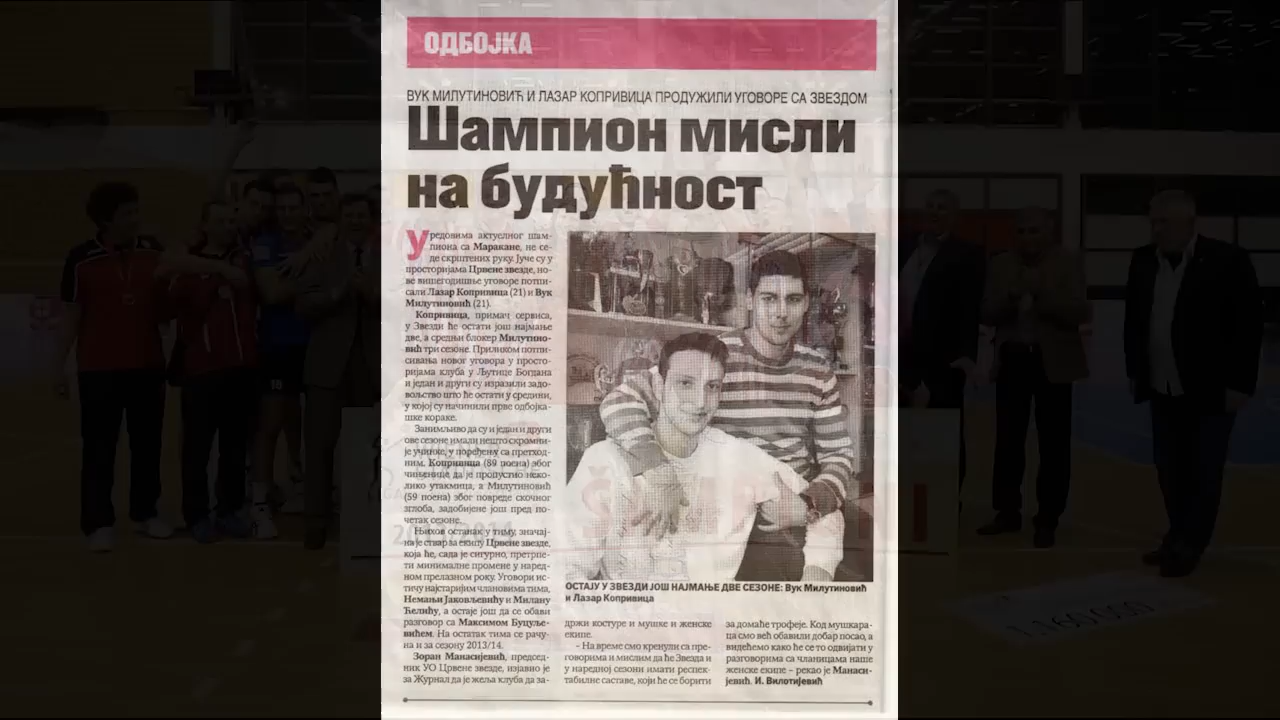 ОДБОЈКА
ВУК МИЛУТИНОВИЋ И ЛАЗАР КОПРИВИЦА ПРОДУЖИЛИ УГОВОРЕ СА ЗВЕЗДОМ
Шампион мисли
на будућност
У редовима актуелног шам-
пиона са Маракане, не се-
де скрштених руку. Јуче су у
просторијама Црвене звезде, но-
ве вишегодишње уговоре потпи-
сали Лазар Копривица (21) и Вук
Милутиновић (21).
Копривица, примач сервиса,
у Звезди ће остати још најмање
две, а средњи блокер Милутино-
вић три сезоне. Приликом потпи-
сивања новог уговора у просто-
ријама клуба у Љутице Богдана
и један и други су изразили задо-
вољство што ће остати у средини,
у којој су начинили прве одбојка-
шке кораке.
Занимљиво да су и један и други
ове сезоне имали нешто скромни-
је учинке, у поређењу са претход-
ним. Копривица (89 поена) због
чињенице да је пропустио неко-
лико утакмица, а Милутиновић
(59 поена) због повреде скочног
зглоба, задобијене још пред по-
четак сезоне.
Њихов останак у тиму, значај-
на је ствар за екипу Црвене звезде,
која ће, сада је сигурно, претрпе-
ти минималне промене у наред-
ном прелазном року. Уговори ис-
тичу најстаријим члановима тима,
Немањи Јаковљевићу и Милану
Ћелићу, а остаје још да се обави
разговор са Максимом Буцуље-
вићем. На остатак тима се рачу-
на и за сезону 2013/14.
Зоран Манасијевић, председ-
ник УО Црвене звезде, изјавио је
за Журнал да је жеља клуба да за-
ОСТАЈУ У ЗВЕЗДИ ЈОШ НАЈМАЊЕ ДВЕ СЕЗОНЕ: Вук Милутиновић
и Лазар Копривица
држи костуре и мушке и женске
екипе.
– На време смо кренули са пре-
говорима и мислим да ће Звезда и
у наредној сезони имати респек-
табилне саставе, који ће се борити
за домаће трофеје. Код мушкара-
ца смо већ обавили добар посао, а
видећемо како ће се то одвијати у
разговорима са чланицама наше
женске екипе – рекао је Манаси-
јевић. И. Вилотијевић